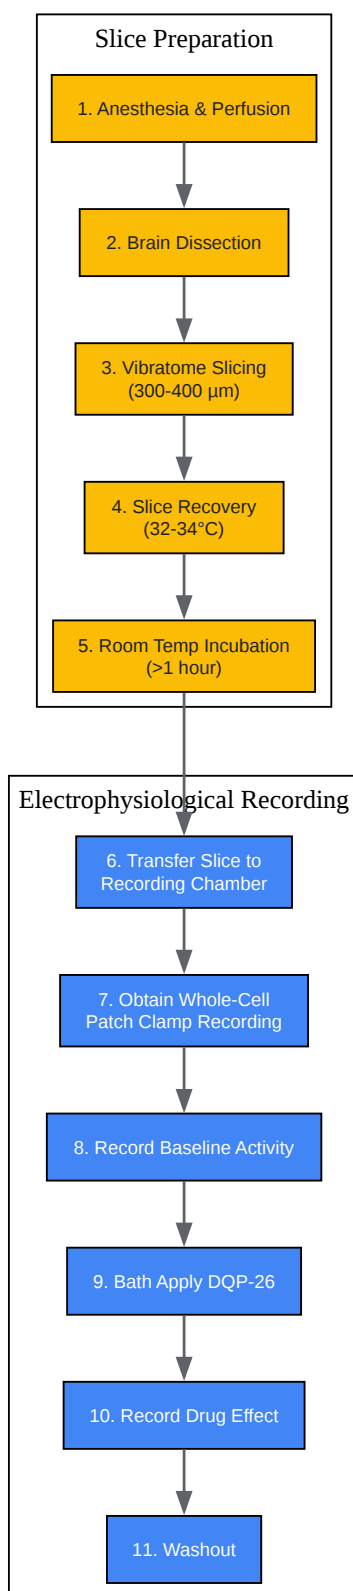 Slice Preparation
1. Anesthesia & Perfusion
2. Brain Dissection
3. Vibratome Slicing
(300-400 µm)
4. Slice Recovery
(32-34°C)
5. Room Temp Incubation
(>1 hour)
Electrophysiological Recording
6. Transfer Slice to
Recording Chamber
7. Obtain Whole-Cell
Patch Clamp Recording
8. Record Baseline Activity
9. Bath Apply DQP-26
10. Record Drug Effect
11. Washout